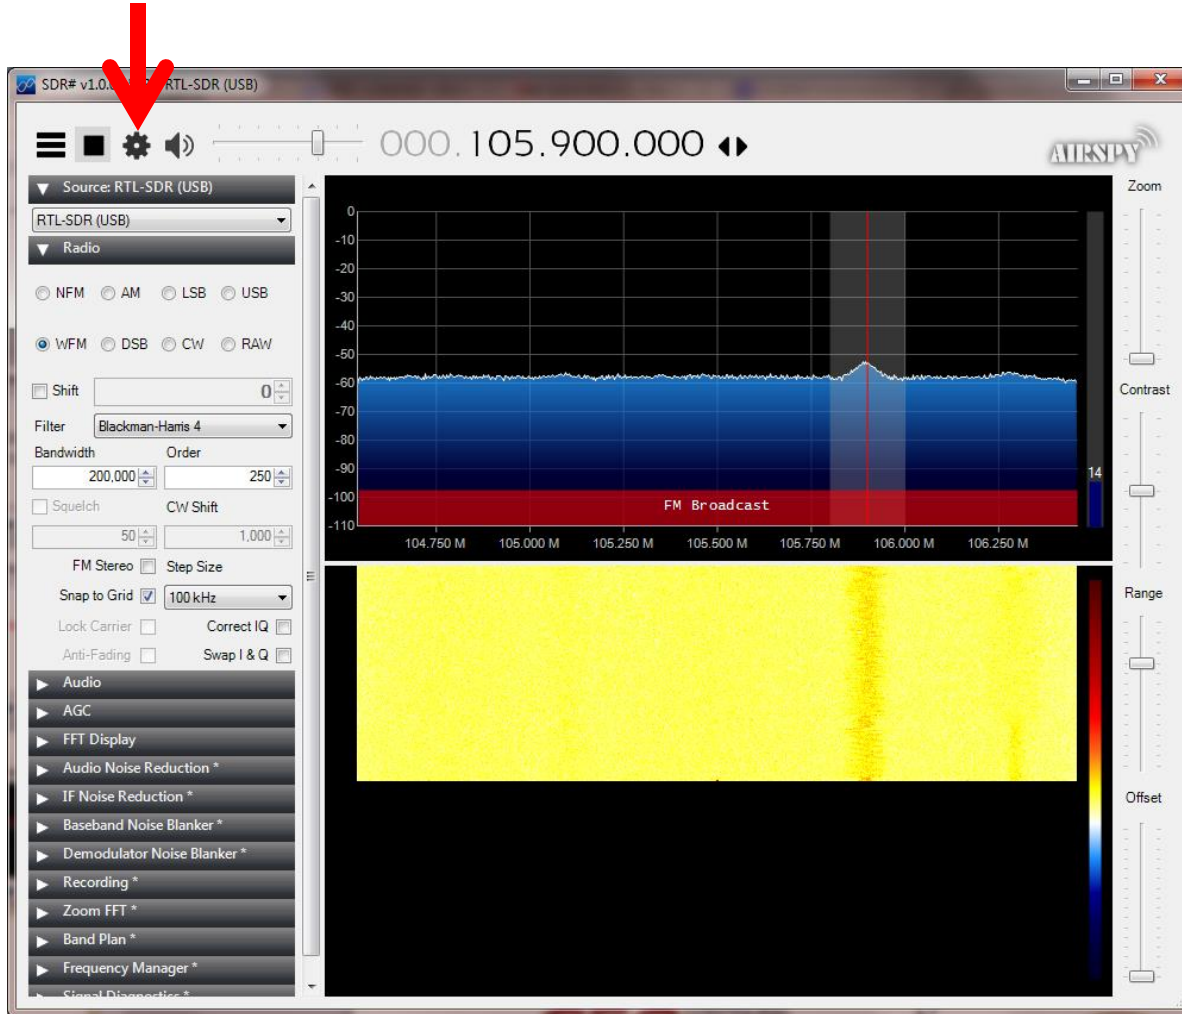 SDR# v1.0.0 RTL-SDR (USB)
000.105.900.000
AIRSPY
Source: RTL-SDR (USB)
RTL-SDR (USB)
Radio
NFM AM LSB USB
WFM DSB CW RAW
Shift 0
Filter Blackman-Harris 4
Bandwidth Order
200,000 250
Squelch CW Shift
50 1,000
FM Stereo Step Size
Snap to Grid 100 kHz
Lock Carrier Correct IQ
Anti-Fading Swap I & Q
Audio
AGC
FFT Display
Audio Noise Reduction *
IF Noise Reduction *
Baseband Noise Blanker *
Demodulator Noise Blanker *
Recording *
Zoom FFT *
Band Plan *
Frequency Manager *
Signal Diagnostics *
0
-10
-20
-30
-40
-50
-60
-70
-80
-90
-100
-110
14
FM Broadcast
104.750 M 105.000 M 105.250 M 105.500 M 105.750 M 106.000 M 106.250 M
Zoom
Contrast
Range
Offset